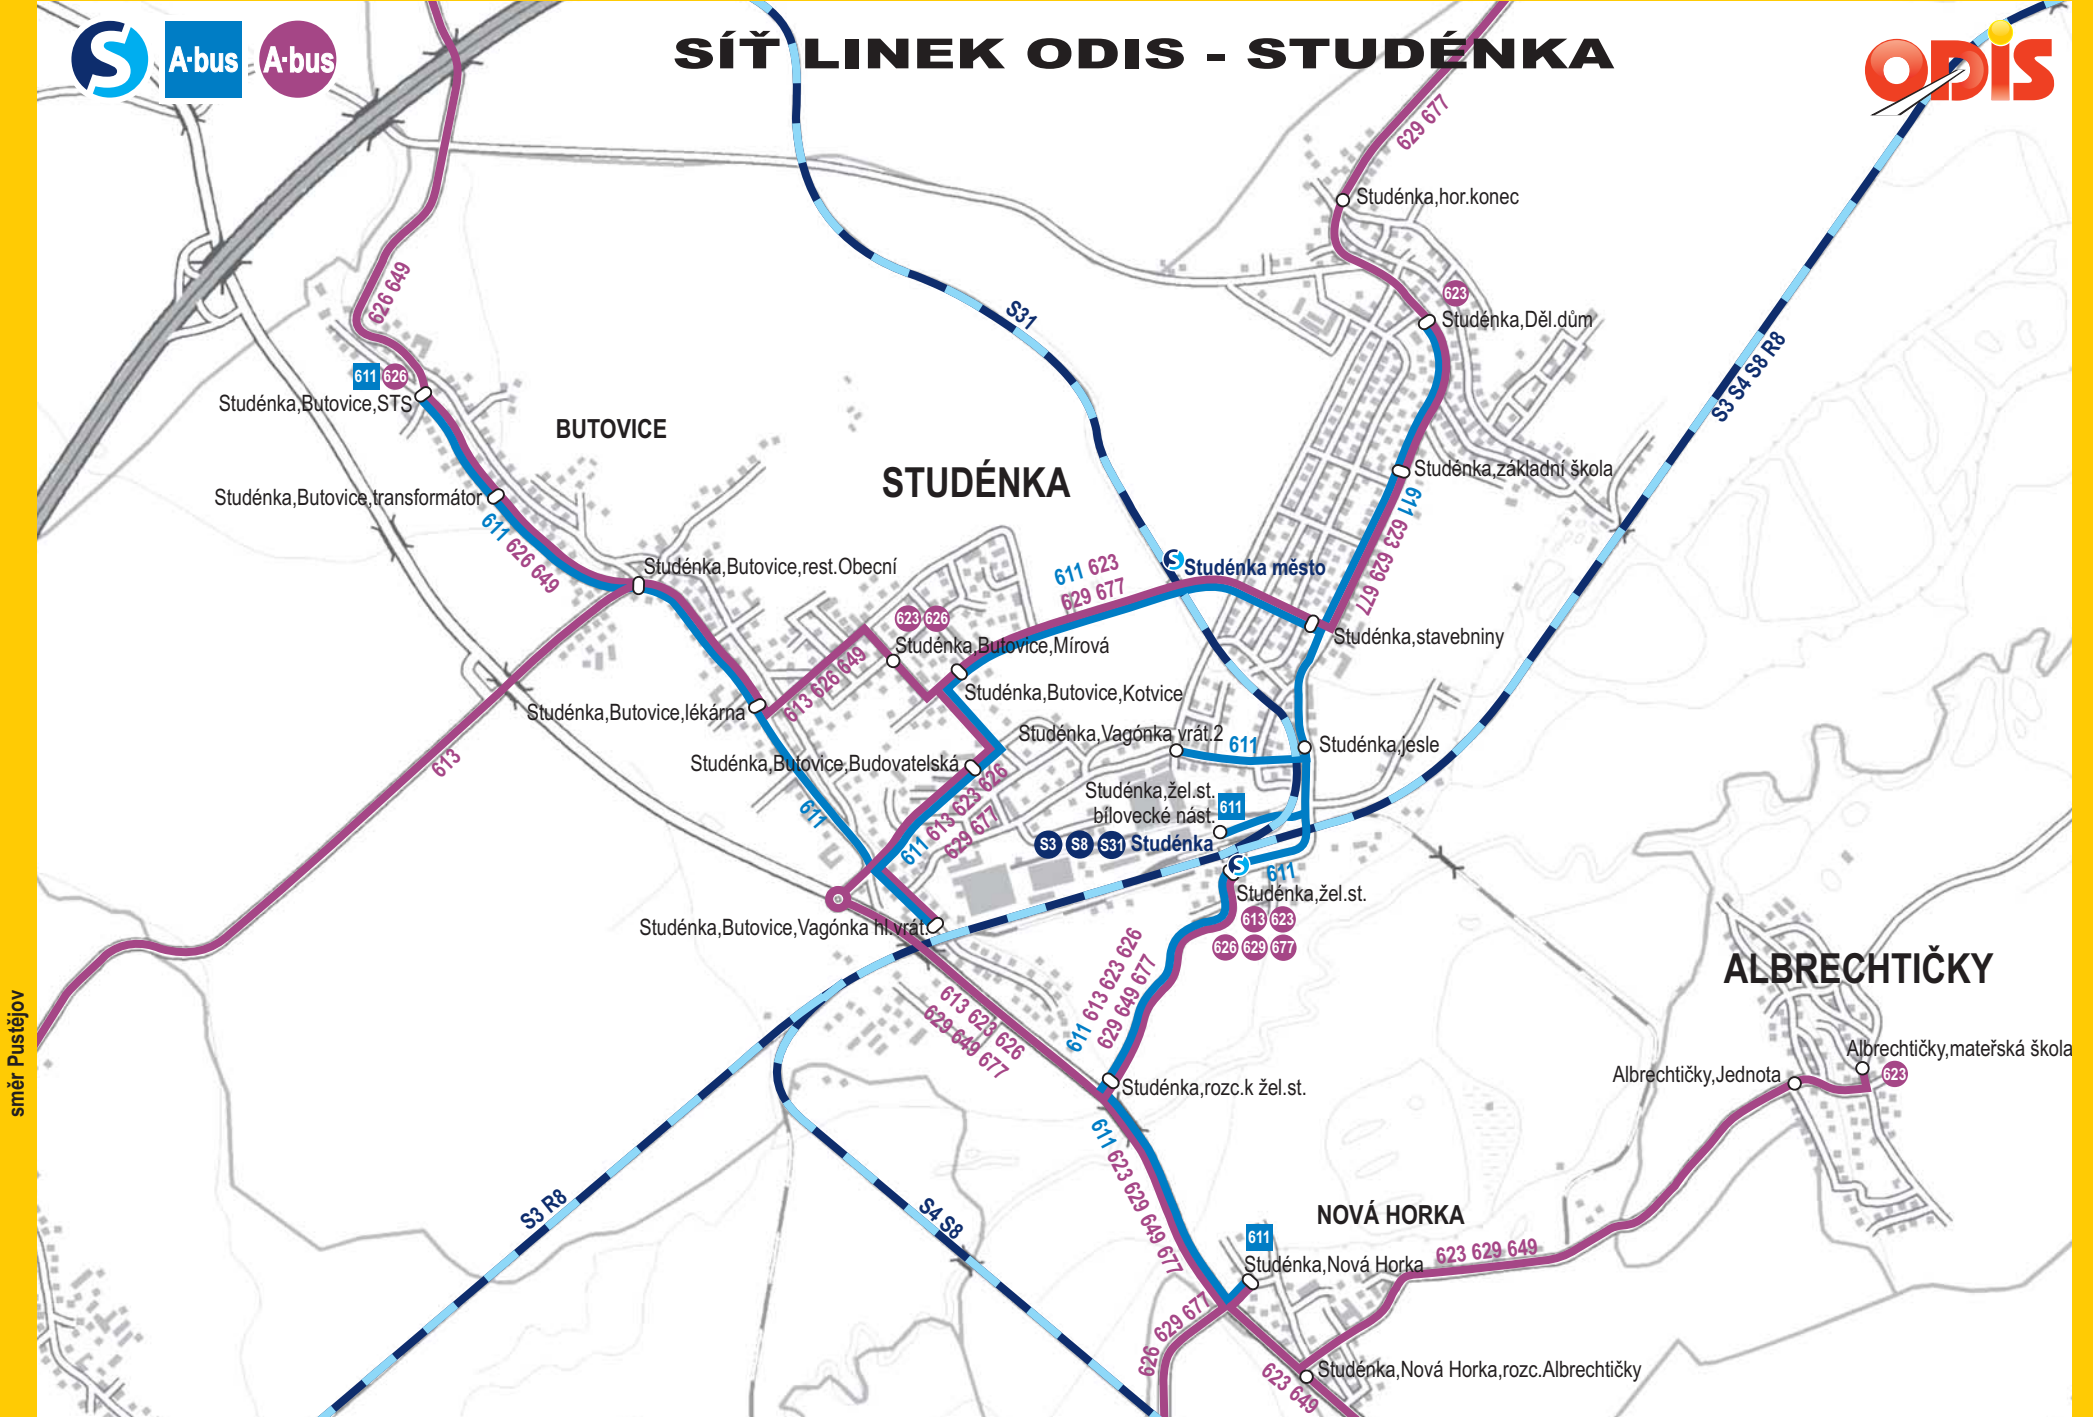 S A-bus A-bus
SÍŤ LINEK ODIS - STUDÉNKA
ODIS
629 677
Studénka,hor.konec
626 649
S31
623
Studénka,Děl.dům
S3 S4 S8 R8
611 626
Studénka,Butovice,STS
BUTOVICE
STUDÉNKA
Studénka,základní škola
Studénka,Butovice,transformátor
611 626 649
611 623 629 677
Studénka,Butovice,rest.Obecní
611 623
629 677
S Studénka město
623 626
Studénka,Butovice,Mírová
Studénka,stavebniny
613 626 649
Studénka,Butovice,Kotvice
Studénka,Butovice,lékárna
613
Studénka,Vagónka vrát.2
611
Studénka,jesle
Studénka,Butovice,Budovatelská
611
611 613 623 626
629 677
Studénka,žel.st.
bílovecké nást.
611
S3 S8 S31 Studénka
S
611
Studénka,žel.st.
613 623
626 629 677
Studénka,Butovice,Vagónka hl.vrát.
611 613 623 626
629 649 677
613 623 626
629 649 677
ALBRECHTIČKY
směr Pustějov
Albrechtičky,mateřská škola
623
Albrechtičky,Jednota
Studénka,rozc.k žel.st.
611 623 629 649 677
S3 R8
S4 S8
NOVÁ HORKA
611
Studénka,Nová Horka
623 629 649
626 629 677
Studénka,Nová Horka,rozc.Albrechtičky
623 649